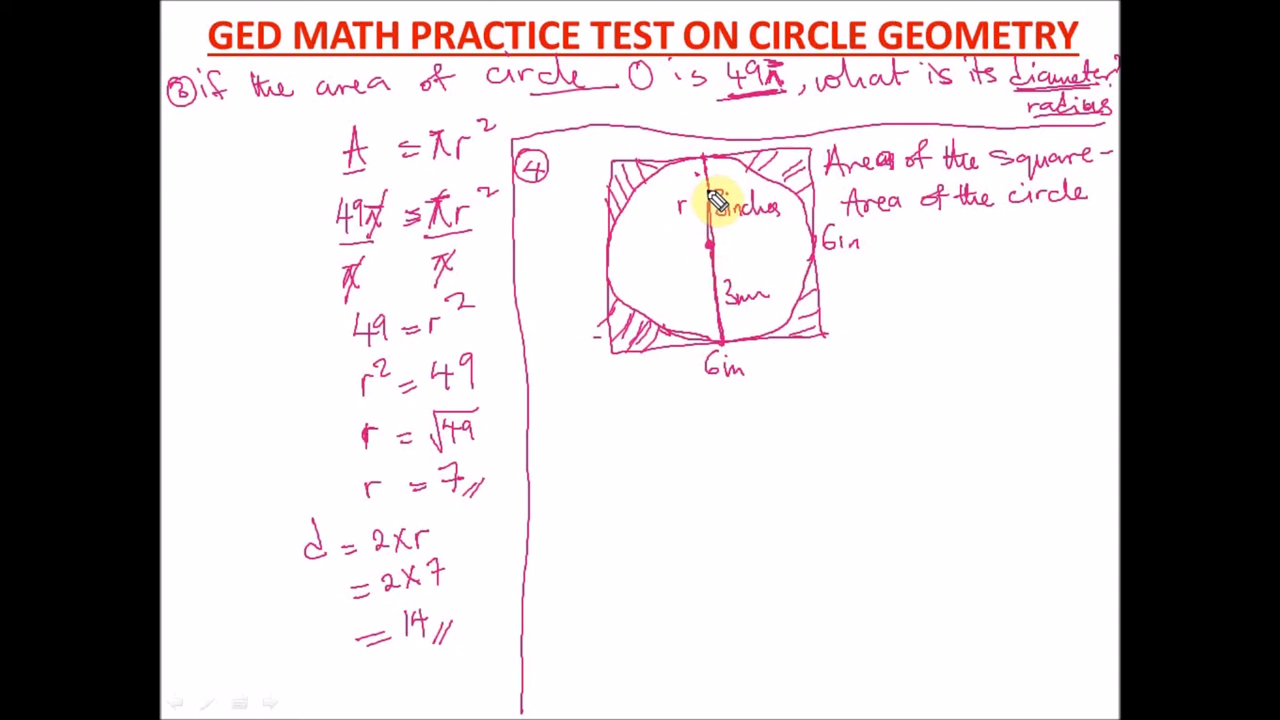 GED MATH PRACTICE TEST ON CIRCLE GEOMETRY
③ if the area of circle O is 49π, what is its diameter?
radius
A = πr²
49π = πr²
π π
49 = r²
r² = 49
r = √49
r = 7//
d = 2×r
= 2×7
= 14//
④
Area of the square -
Area of the circle
r inches
6in
3in
6in